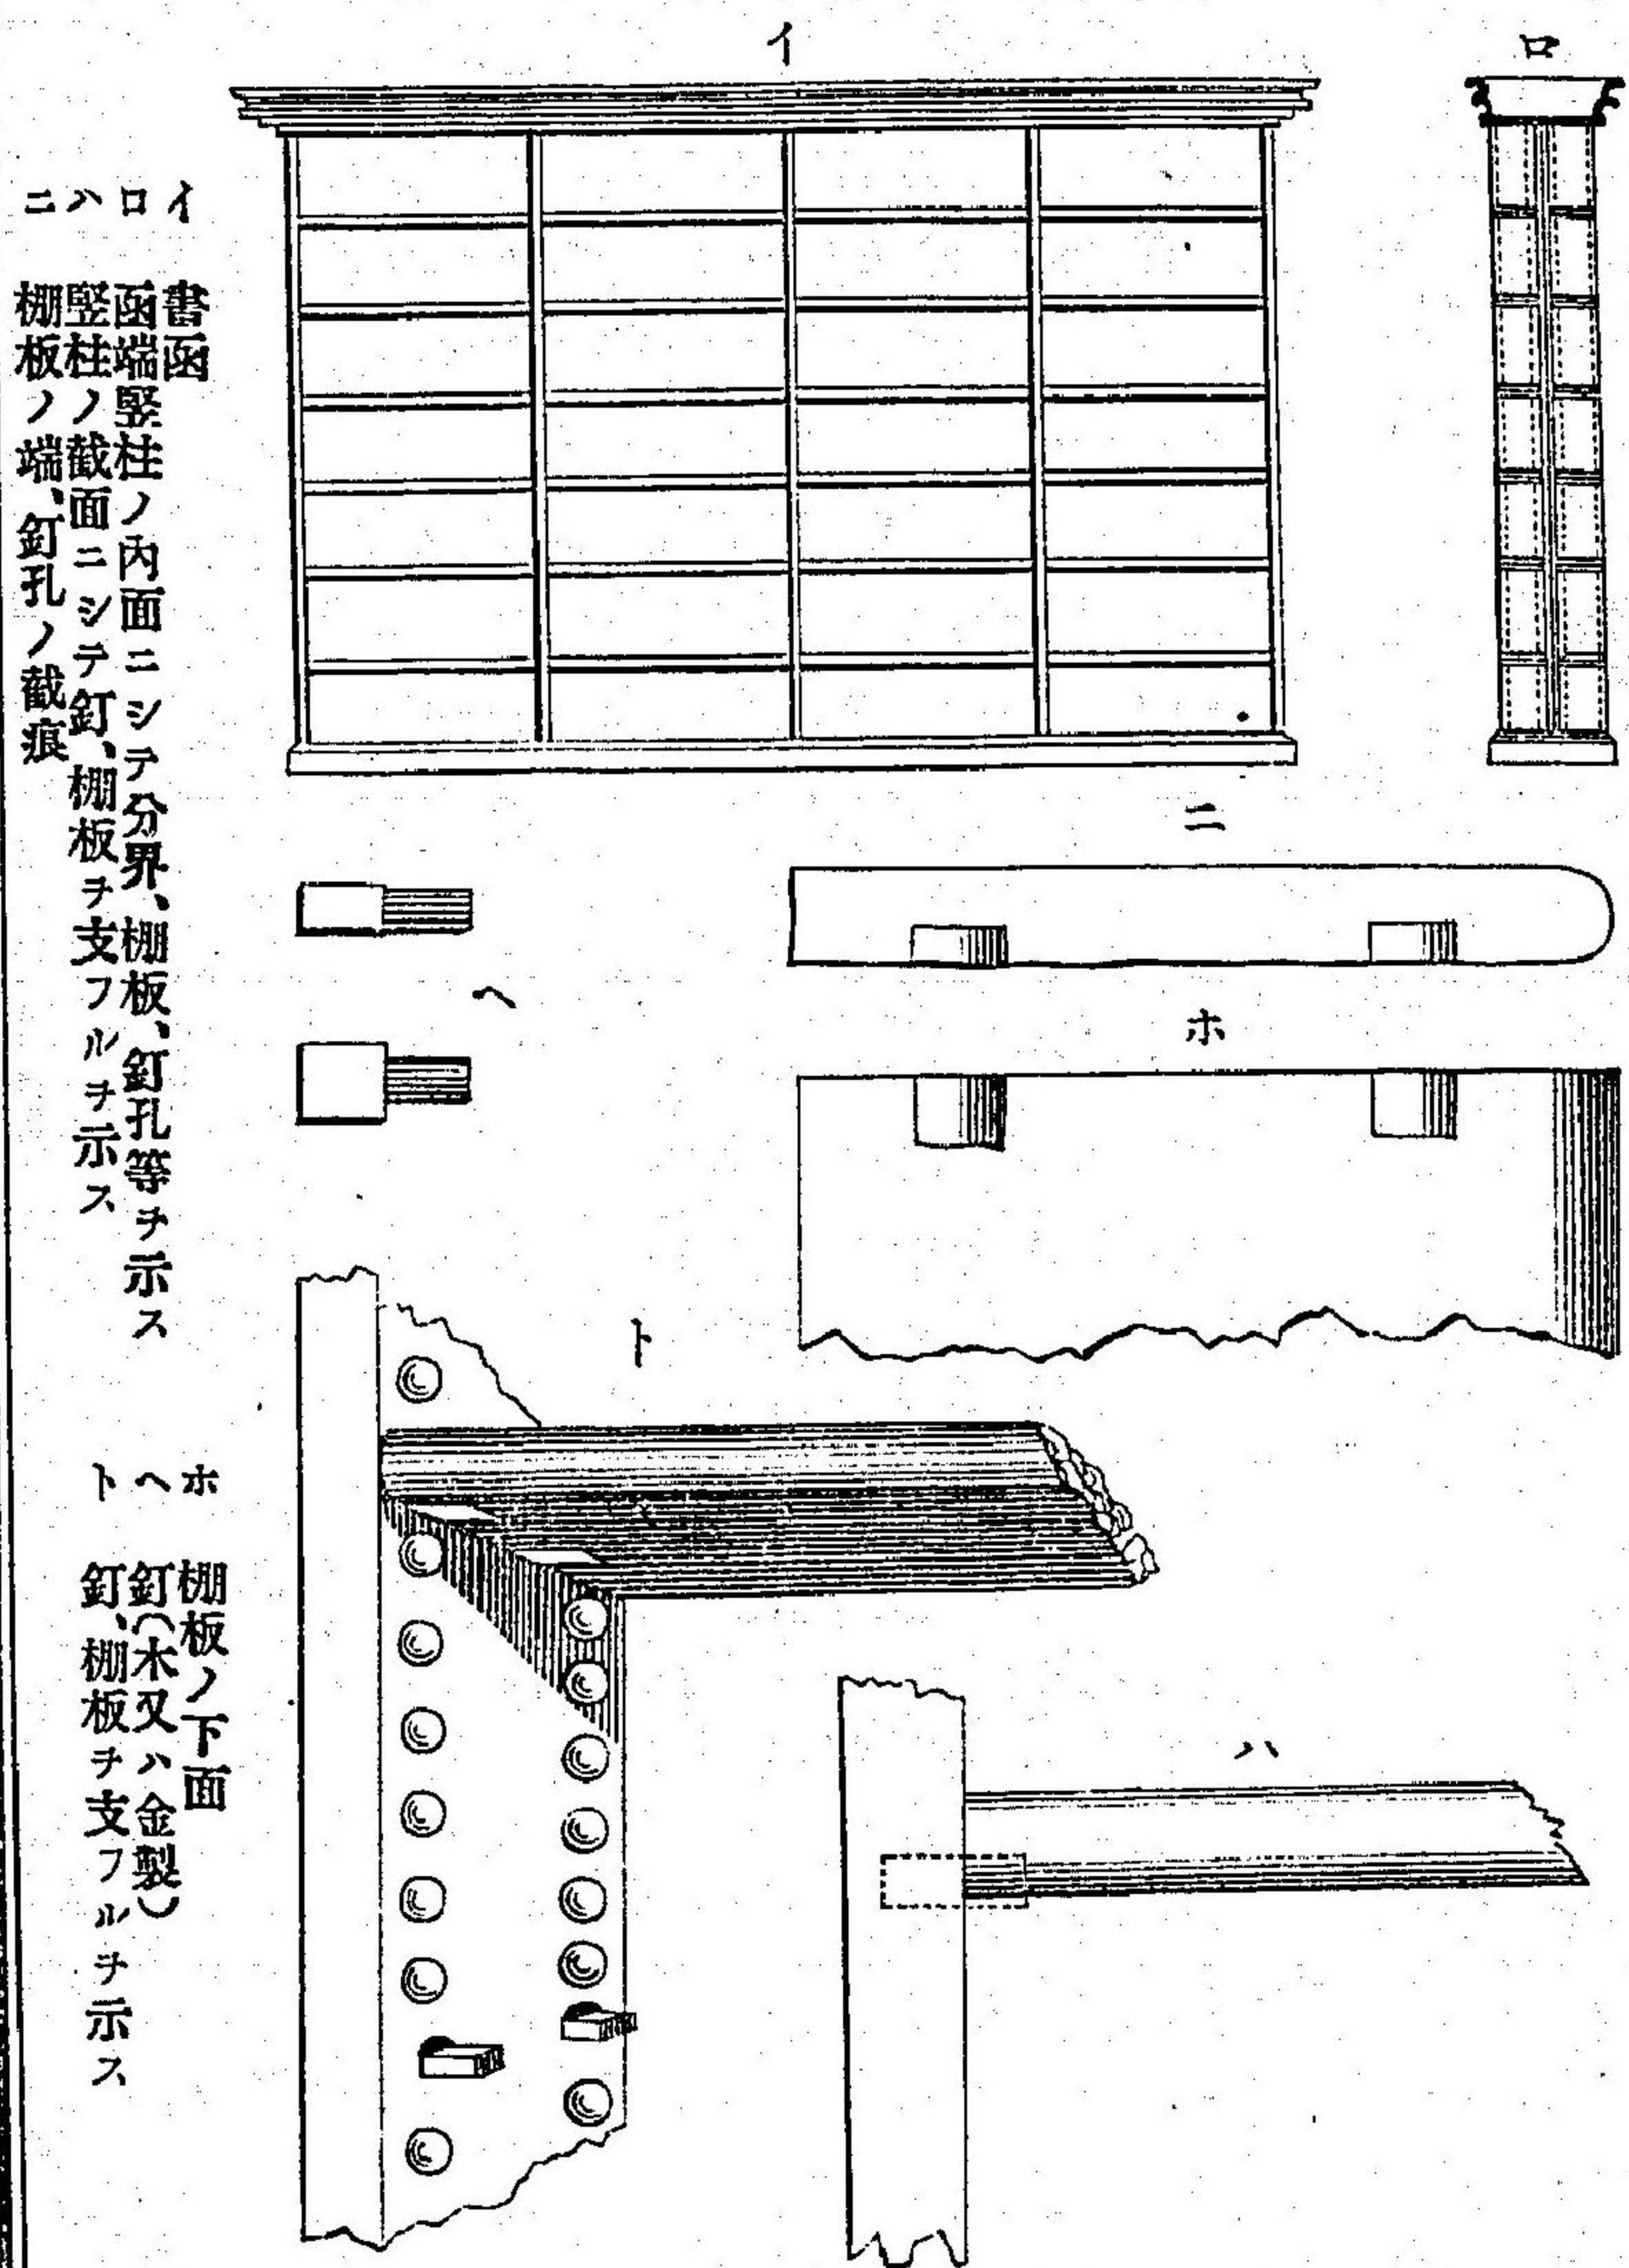 イ
ロ
ニ
ヘ
ホ
ト
ハ
イ 書函
ロ 函端竪柱ノ内面ニシテ分界、棚板、釘孔等ヲ示ス
ハ 竪柱ノ截面ニシテ釘、棚板ヲ支フルヲ示ス
ニ 棚板ノ端、釘孔ノ截痕
ホ 棚板ノ下面
ヘ 釘(木又ハ金製)
ト 釘、棚板ヲ支フルヲ示ス